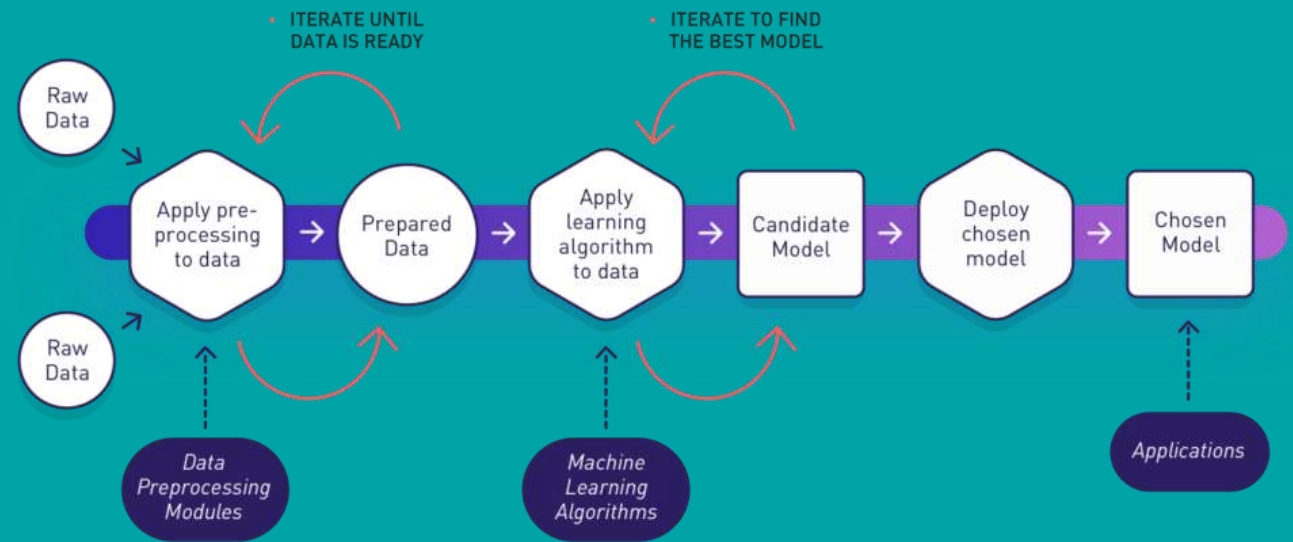 ITERATE UNTIL
DATA IS READY
ITERATE TO FIND
THE BEST MODEL
Raw
Data
Raw
Data
Apply pre-
processing
to data
Prepared
Data
Apply
learning
algorithm
to data
Candidate
Model
Deploy
chosen
model
Chosen
Model
Data
Preprocessing
Modules
Machine
Learning
Algorithms
Applications